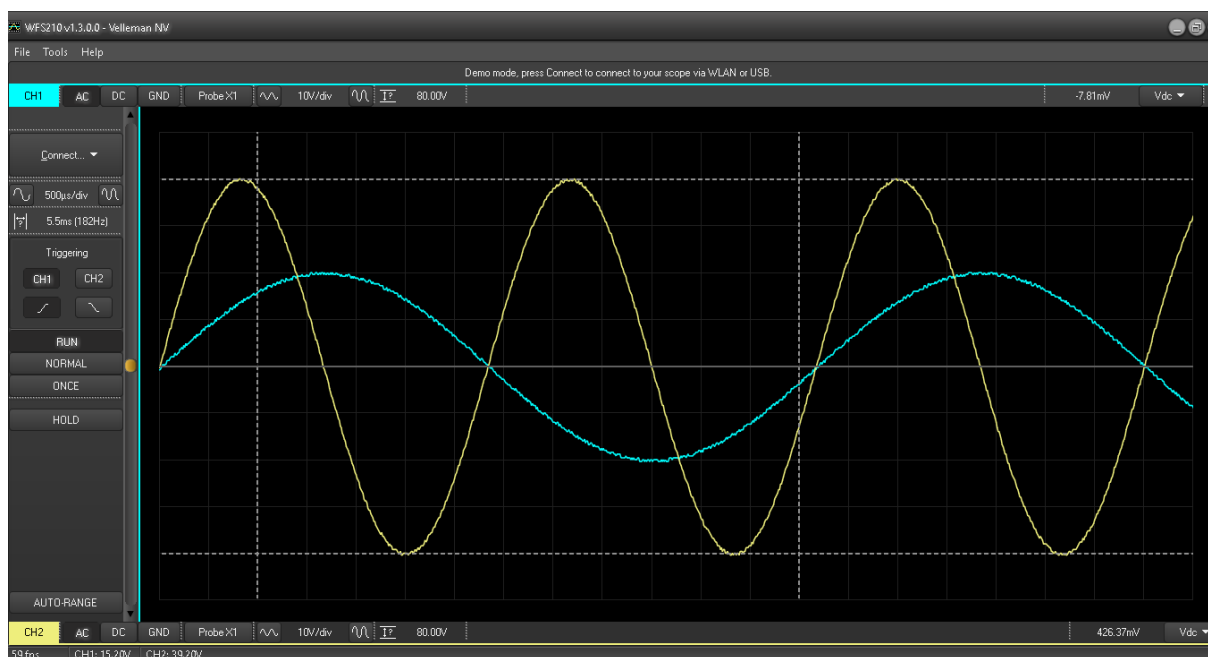 WFS210 v1.3.0.0 - Velleman NV
File Tools Help
Demo mode, press Connect to connect to your scope via WLAN or USB.
CH1 AC DC GND Probe X1 10V/div 80.00V -7.81mV Vdc
Connect...
500µs/div
5.5ms (182Hz)
Triggering
CH1 CH2
RUN
NORMAL
ONCE
HOLD
AUTO-RANGE
CH2 AC DC GND Probe X1 10V/div 80.00V 426.37mV Vdc
59 fps CH1: 15.20V CH2: 39.20V